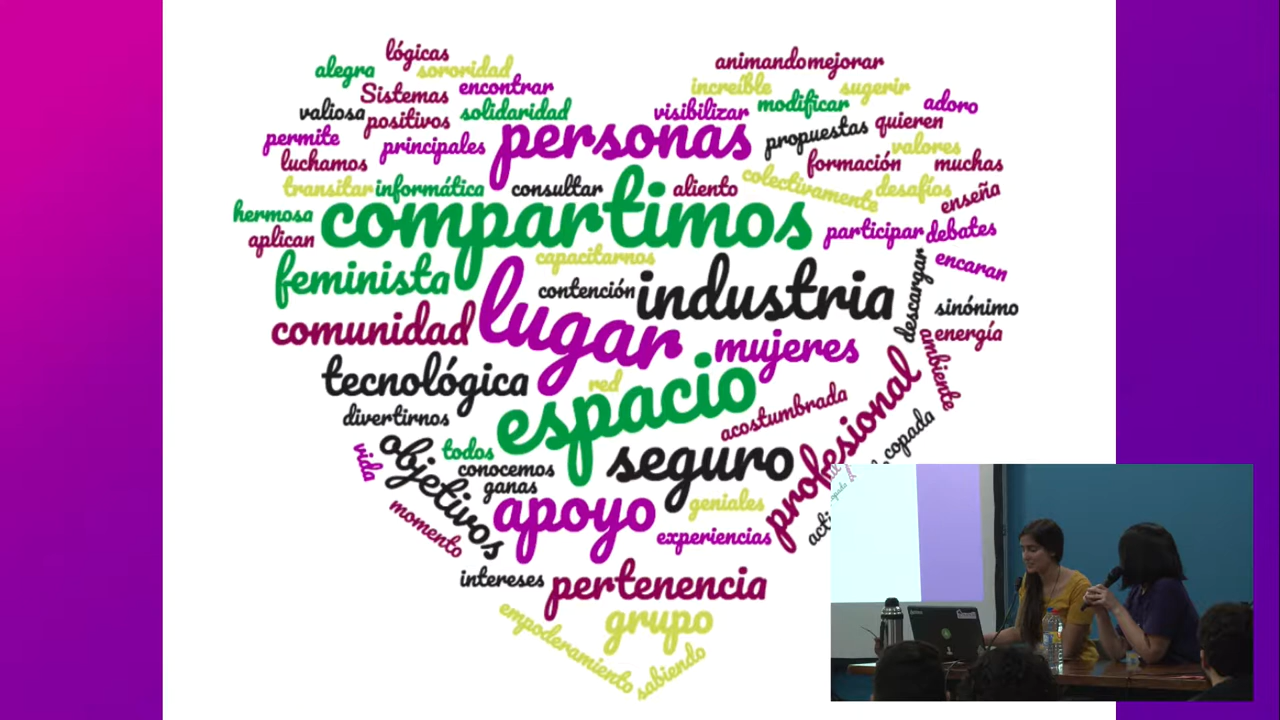 lógicas
animando mejorar
alegra sororidad
increíble sugerir
Sistemas encontrar
valiosa solidaridad visibilizar modificar adoro
positivos propuestas quieren
permite principales personas valores
luchamos formación muchas
transitar informática consultar aliento colectivamente desafíos enseña
hermosa compartimos participar debates
aplican
feminista capacitarnos encaran
contención industria descargar
comunidad lugar mujeres sinónimo
energía
tecnológica red ambiente
divertirnos espacio acostumbrada profesional
copada
vida objetivos todos conocemos seguro
ganas
momento apoyo geniales
experiencias
intereses pertenencia
empoderamiento grupo
sabiendo